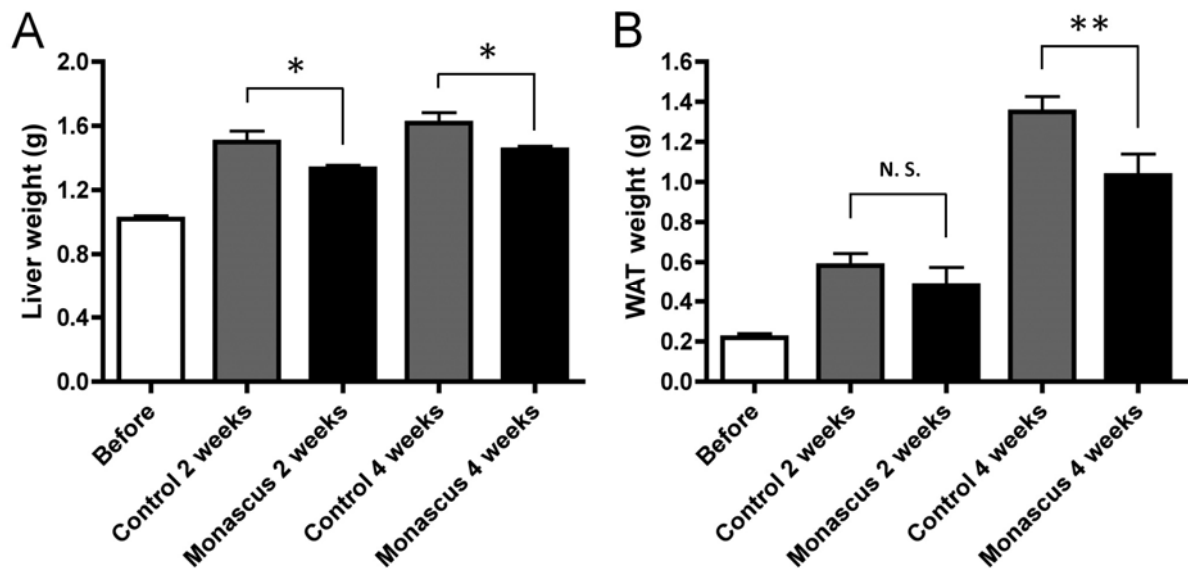 A
Liver weight (g)
2.0
1.6
1.2
0.8
0.4
0.0
*
*
Before
Control 2 weeks
Monascus 2 weeks
Control 4 weeks
Monascus 4 weeks
B
WAT weight (g)
1.6
1.4
1.2
1.0
0.8
0.6
0.4
0.2
0.0
N. S.
**
Before
Control 2 weeks
Monascus 2 weeks
Control 4 weeks
Monascus 4 weeks